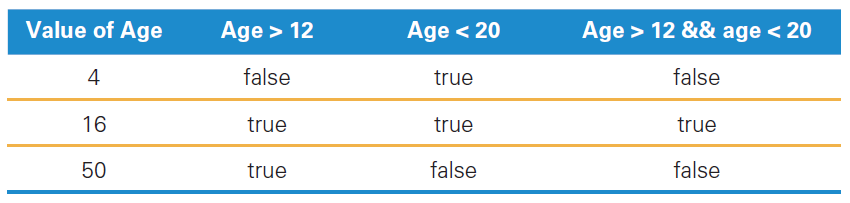 Value of Age Age > 12 Age < 20 Age > 12 && age < 20
4 false true false
16 true true true
50 true false false